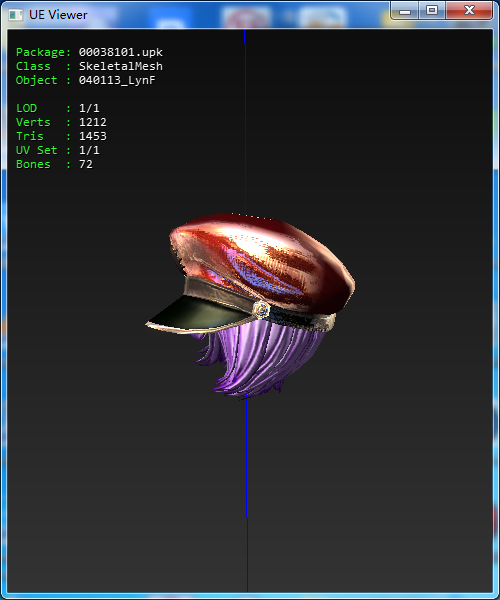 UE Viewer
Package: 00038101.upk
Class : SkeletalMesh
Object : 040113_LynF
LOD : 1/1
Verts : 1212
Tris : 1453
UV Set : 1/1
Bones : 72